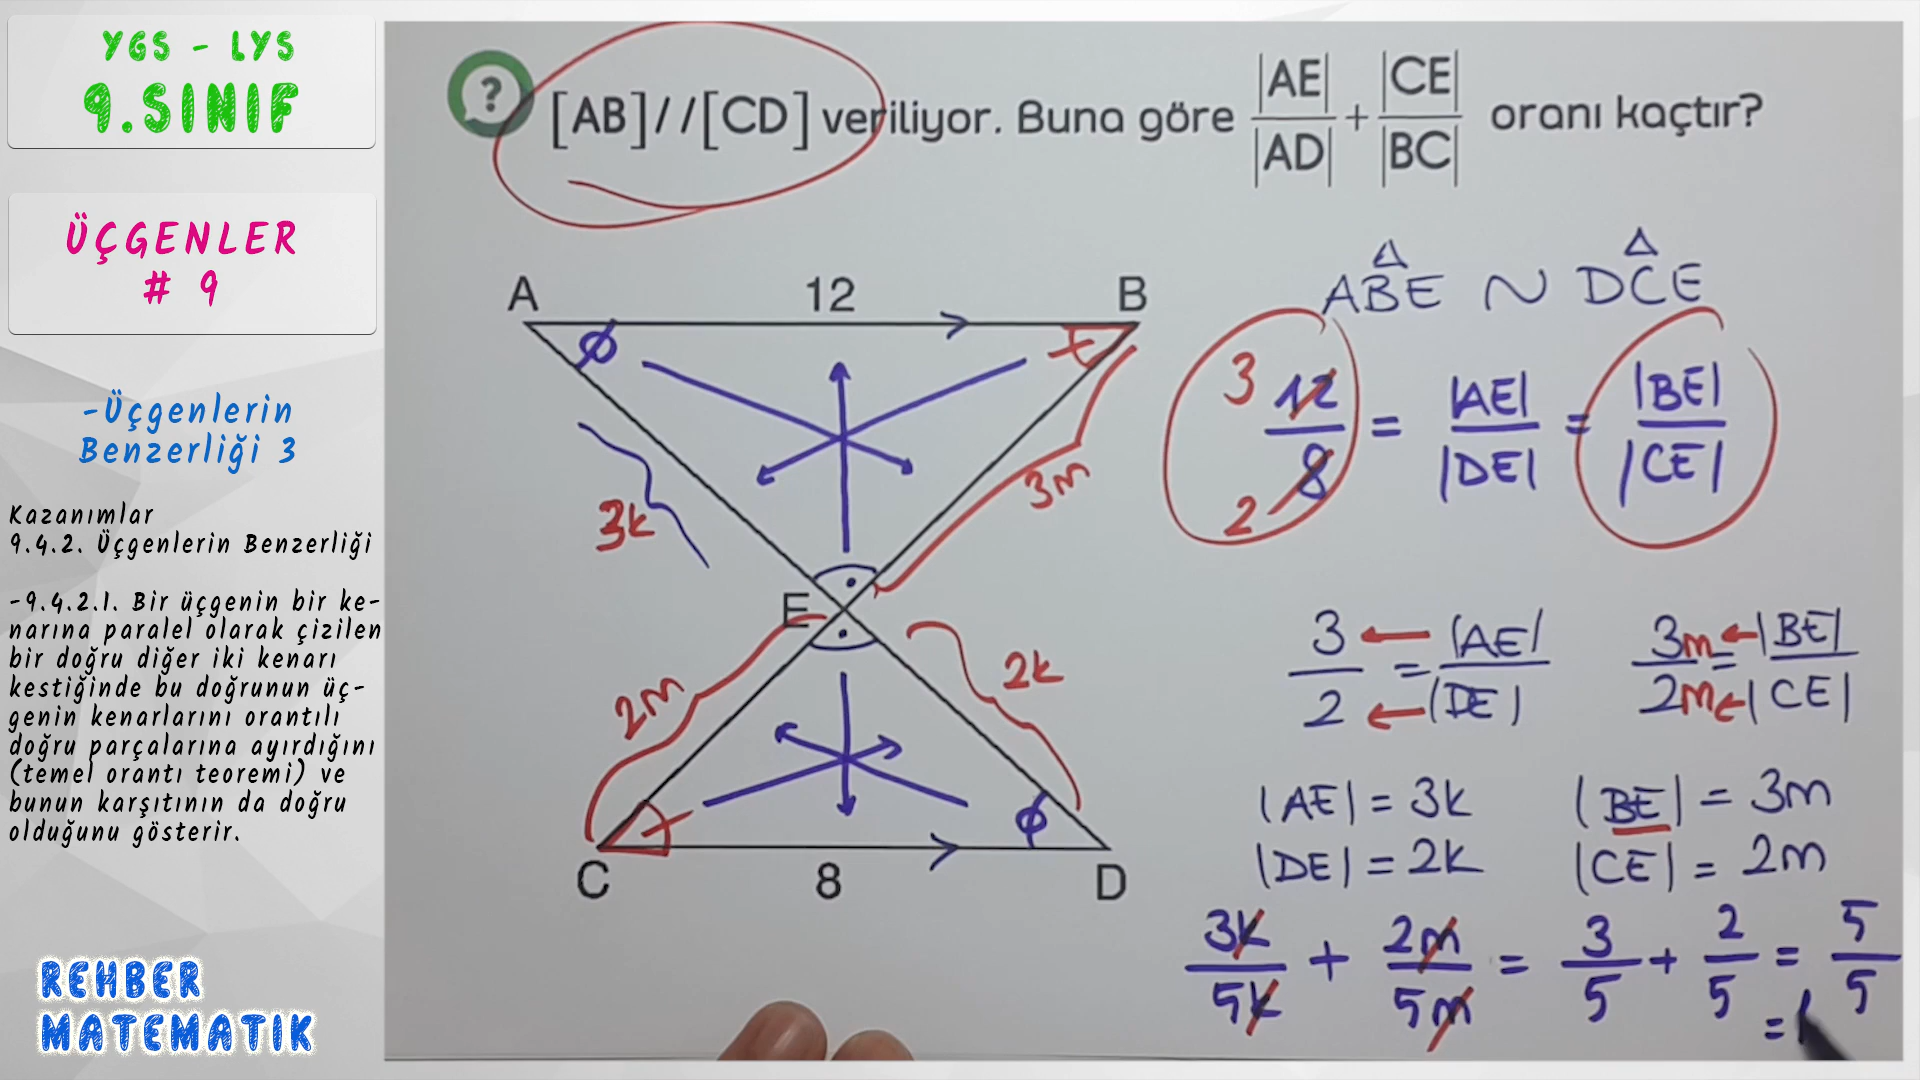 YGS - LYS
9.SINIF
ÜÇGENLER
# 9
-Üçgenlerin
Benzerliği 3
Kazanımlar
9.4.2. Üçgenlerin Benzerliği
-9.4.2.1. Bir üçgenin bir ke-
narına paralel olarak çizilen
bir doğru diğer iki kenarı
kestiğinde bu doğrunun üç-
genin kenarlarını orantılı
doğru parçalarına ayırdığını
(temel orantı teoremi) ve
bunun karşıtının da doğru
olduğunu gösterir.
REHBER
MATEMATIK
? [AB]//[CD] veriliyor. Buna göre |AE|/|AD| + |CE|/|BC| oranı kaçtır?
A 12 B
ϕ x
3k 3m
E
2m 2k
x ϕ
C 8 D
ABE ~ DCE
3 12/8 2 = |AE|/|DE| = |BE|/|CE|
3/2 = |AE|/|DE| 3m/2m = |BE|/|CE|
|AE| = 3k |BE| = 3m
|DE| = 2k |CE| = 2m
3k/5k + 2m/5m = 3/5 + 2/5 = 5/5
= 1